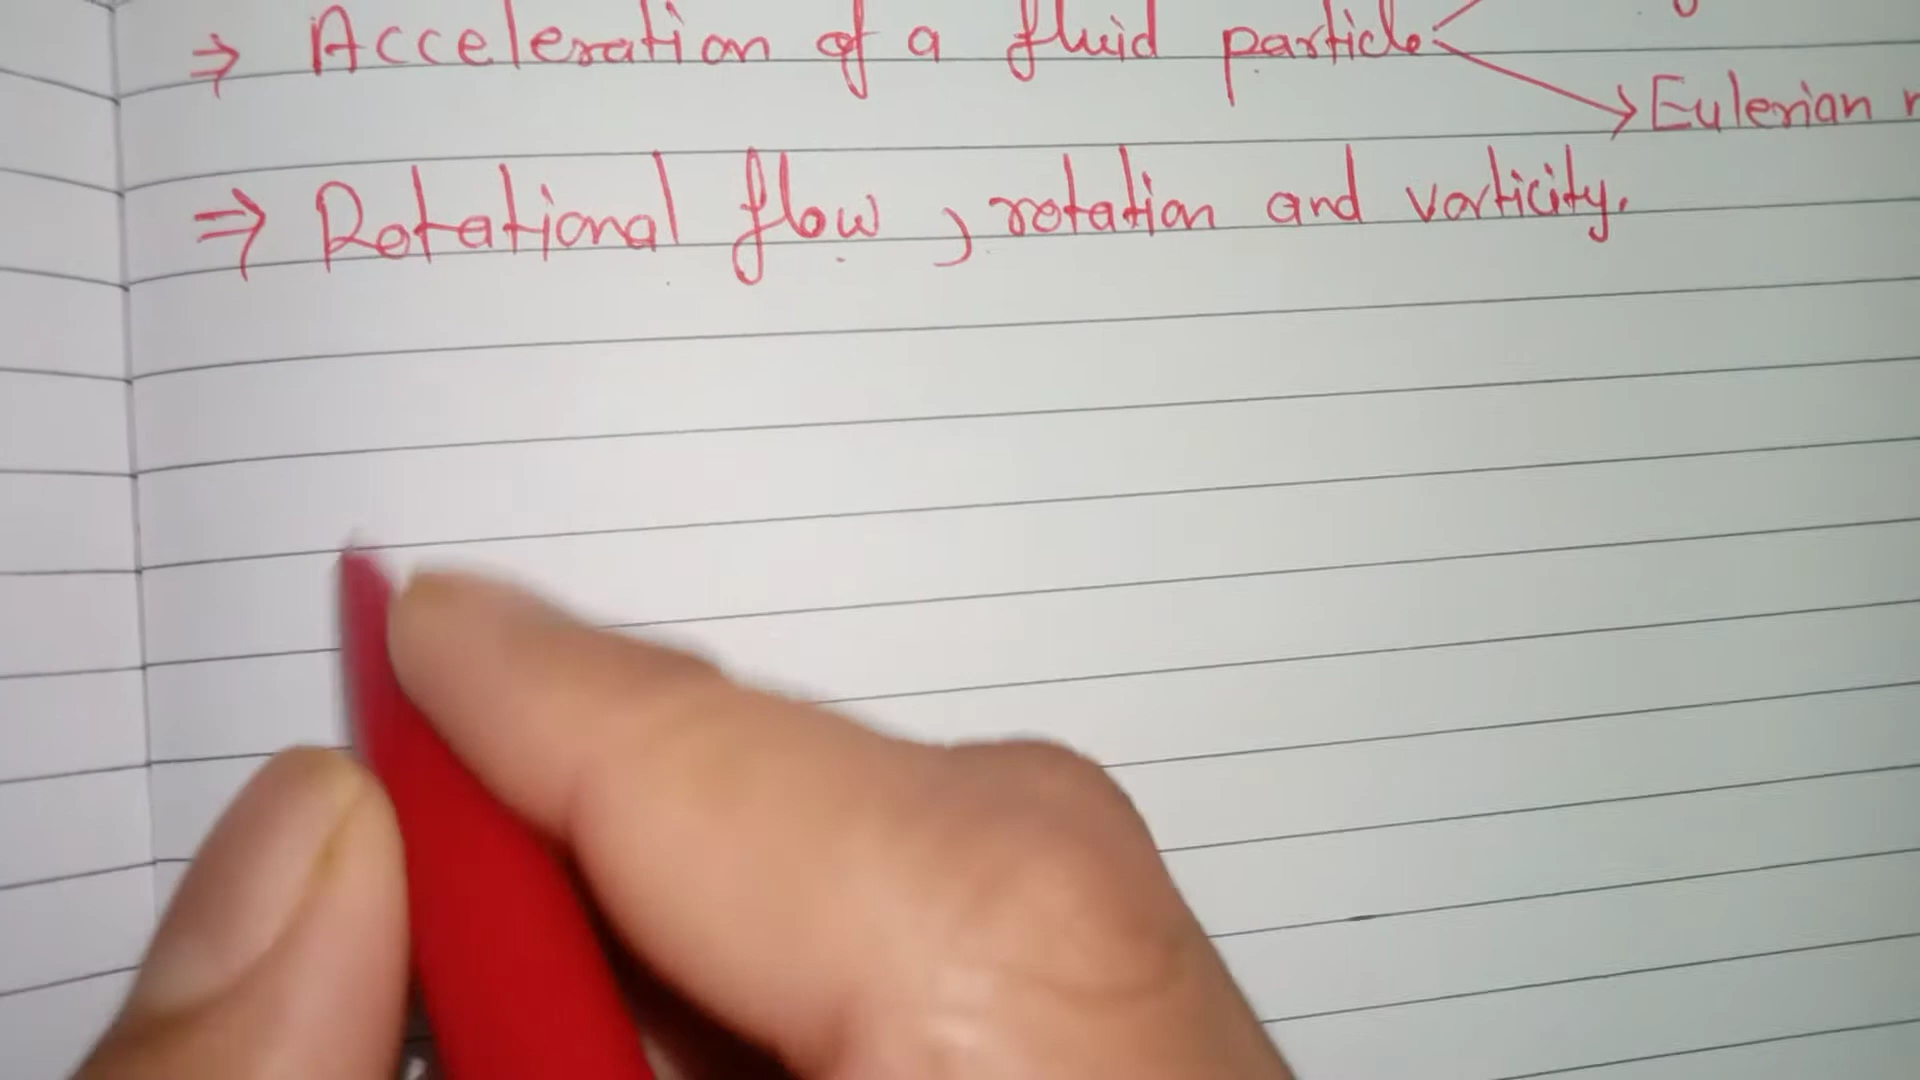 ⇒ Acceleration of a fluid particle.
→ Eulerian
⇒ Rotational flow, rotation and vorticity.